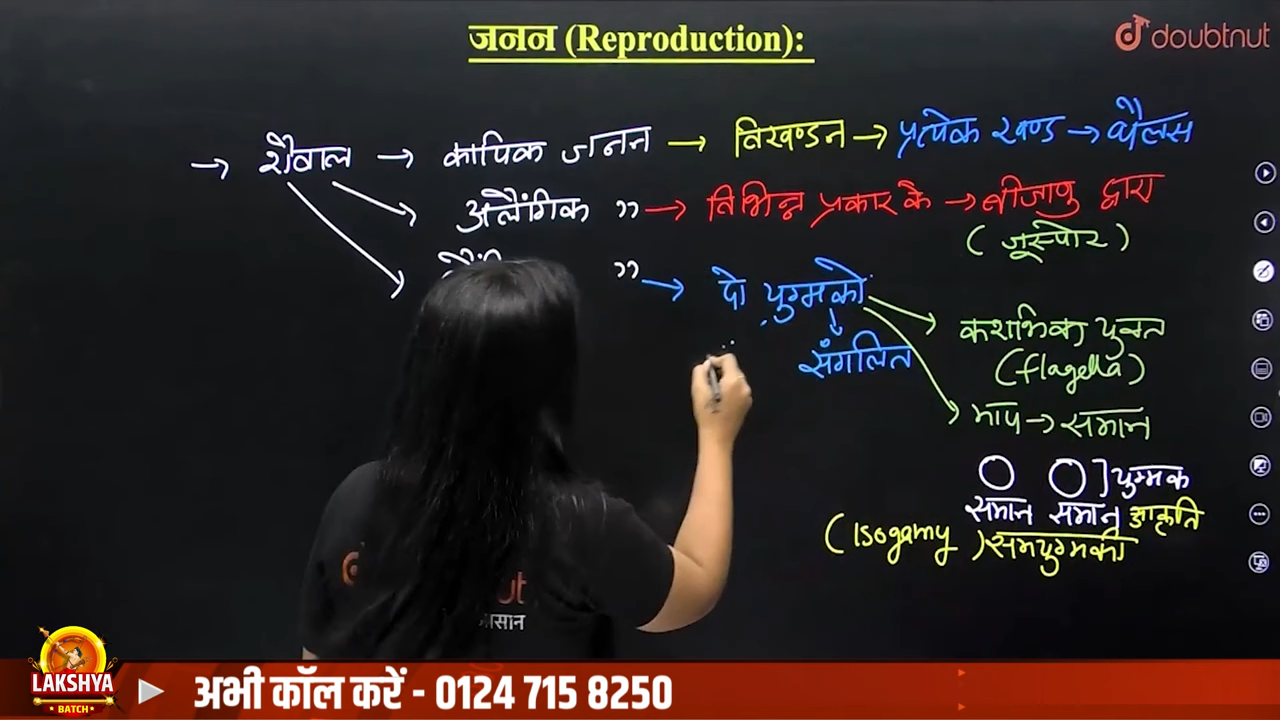 जनन (Reproduction):
doubtnut
→ शैवाल → कायिक जनन → विखण्डन → प्रत्येक खण्ड → थैलस
अलैंगिक " → विभिन्न प्रकार के → बीजाणु द्वारा
(जूस्पोर)
" → दो युग्मको
संगलित
कशाभिका युक्त
(flagella)
माप → समान
युग्मक
समान समान आकृति
(Isogamy) समयुग्मकी
LAKSHYA
BATCH
अभी कॉल करें - 0124 715 8250